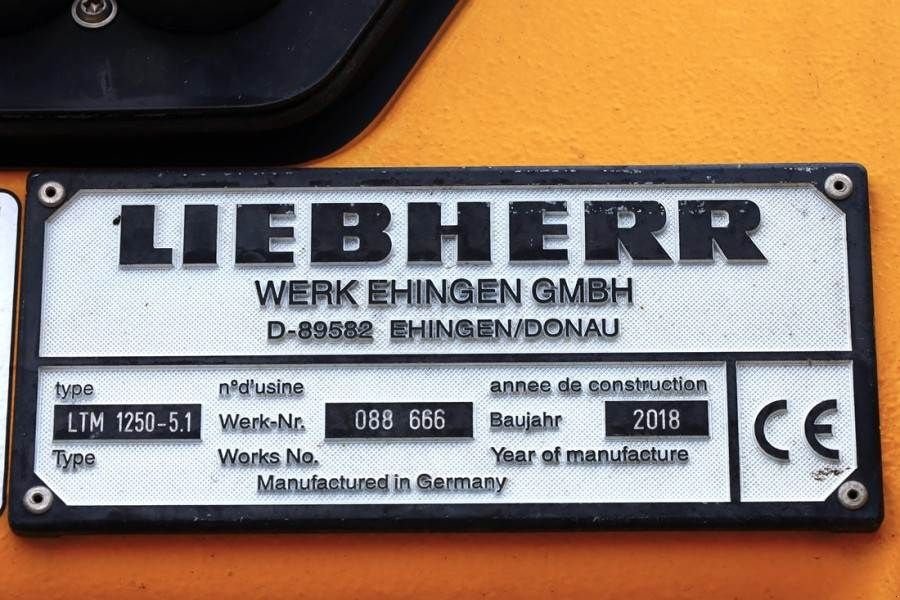 LIEBHERR
WERK EHINGEN GMBH
D-89582 EHINGEN/DONAU
type n°d'usine annee de construction
LTM 1250-5.1 Werk-Nr. 088 666 Baujahr 2018
Type Works No. Year of manufacture
Manufactured in Germany
CE